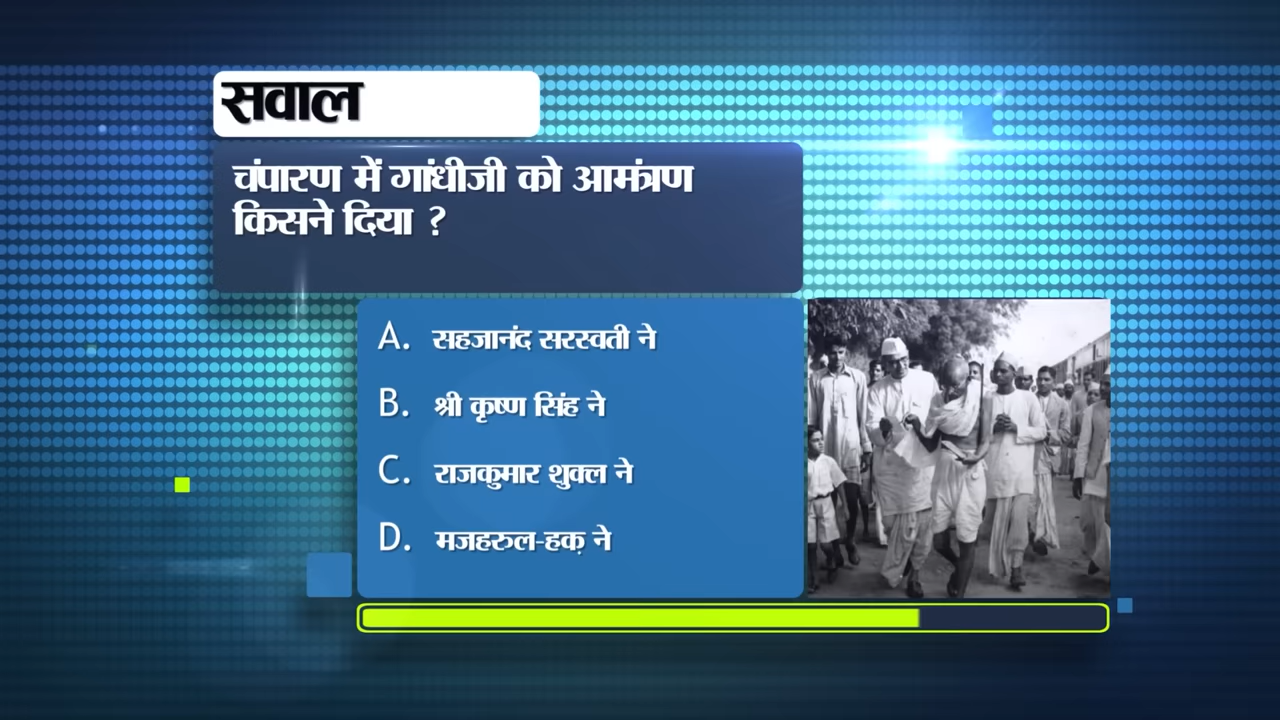 सवाल
चंपारण में गांधीजी को आमंत्रण
किसने दिया ?
A. सहजानंद सरस्वती ने
B. श्री कृष्ण सिंह ने
C. राजकुमार शुक्ल ने
D. मजहरुल-हक़ ने